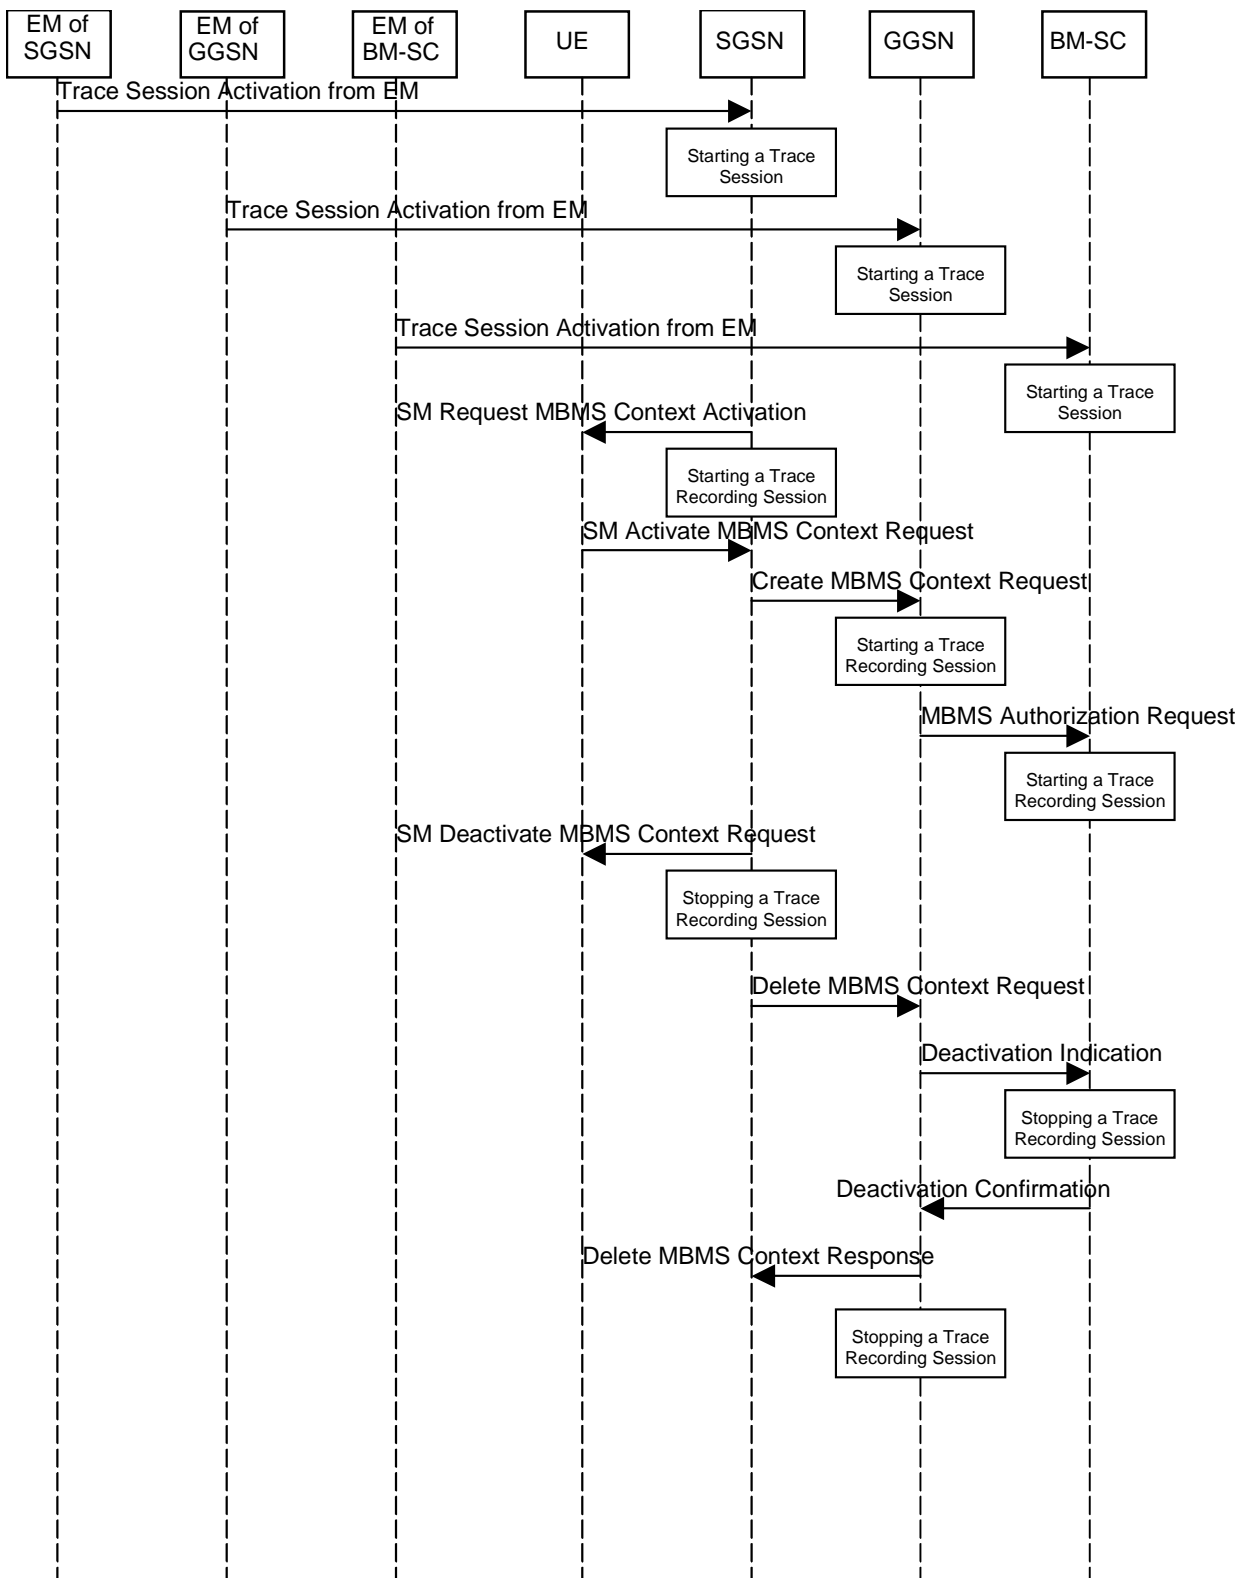 EM of
SGSN
EM of
GGSN
EM of
BM-SC
UE
SGSN
GGSN
BM-SC
Trace Session Activation from EM
Starting a Trace
Session
Trace Session Activation from EM
Starting a Trace
Session
Trace Session Activation from EM
Starting a Trace
Session
SM Request MBMS Context Activation
Starting a Trace
Recording Session
SM Activate MBMS Context Request
Create MBMS Context Request
Starting a Trace
Recording Session
MBMS Authorization Request
Starting a Trace
Recording Session
SM Deactivate MBMS Context Request
Stopping a Trace
Recording Session
Delete MBMS Context Request
Deactivation Indication
Stopping a Trace
Recording Session
Deactivation Confirmation
Delete MBMS Context Response
Stopping a Trace
Recording Session